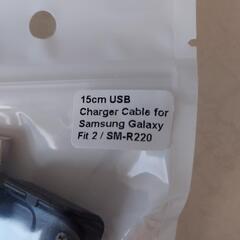 15cm USB
Charger Cable for
Samsung Galaxy
Fit 2 / SM-R220